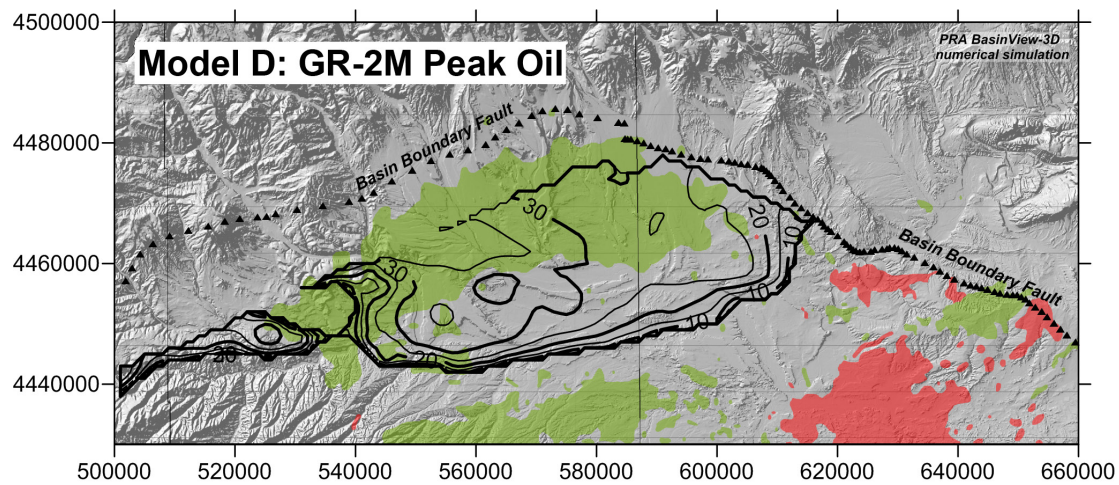 4500000
Model D: GR-2M Peak Oil
PRA BasinView-3D
numerical simulation
4480000
Basin Boundary Fault
30
20
10
4460000
30
Basin Boundary Fault
10
10
20
20
4440000
500000 520000 540000 560000 580000 600000 620000 640000 660000